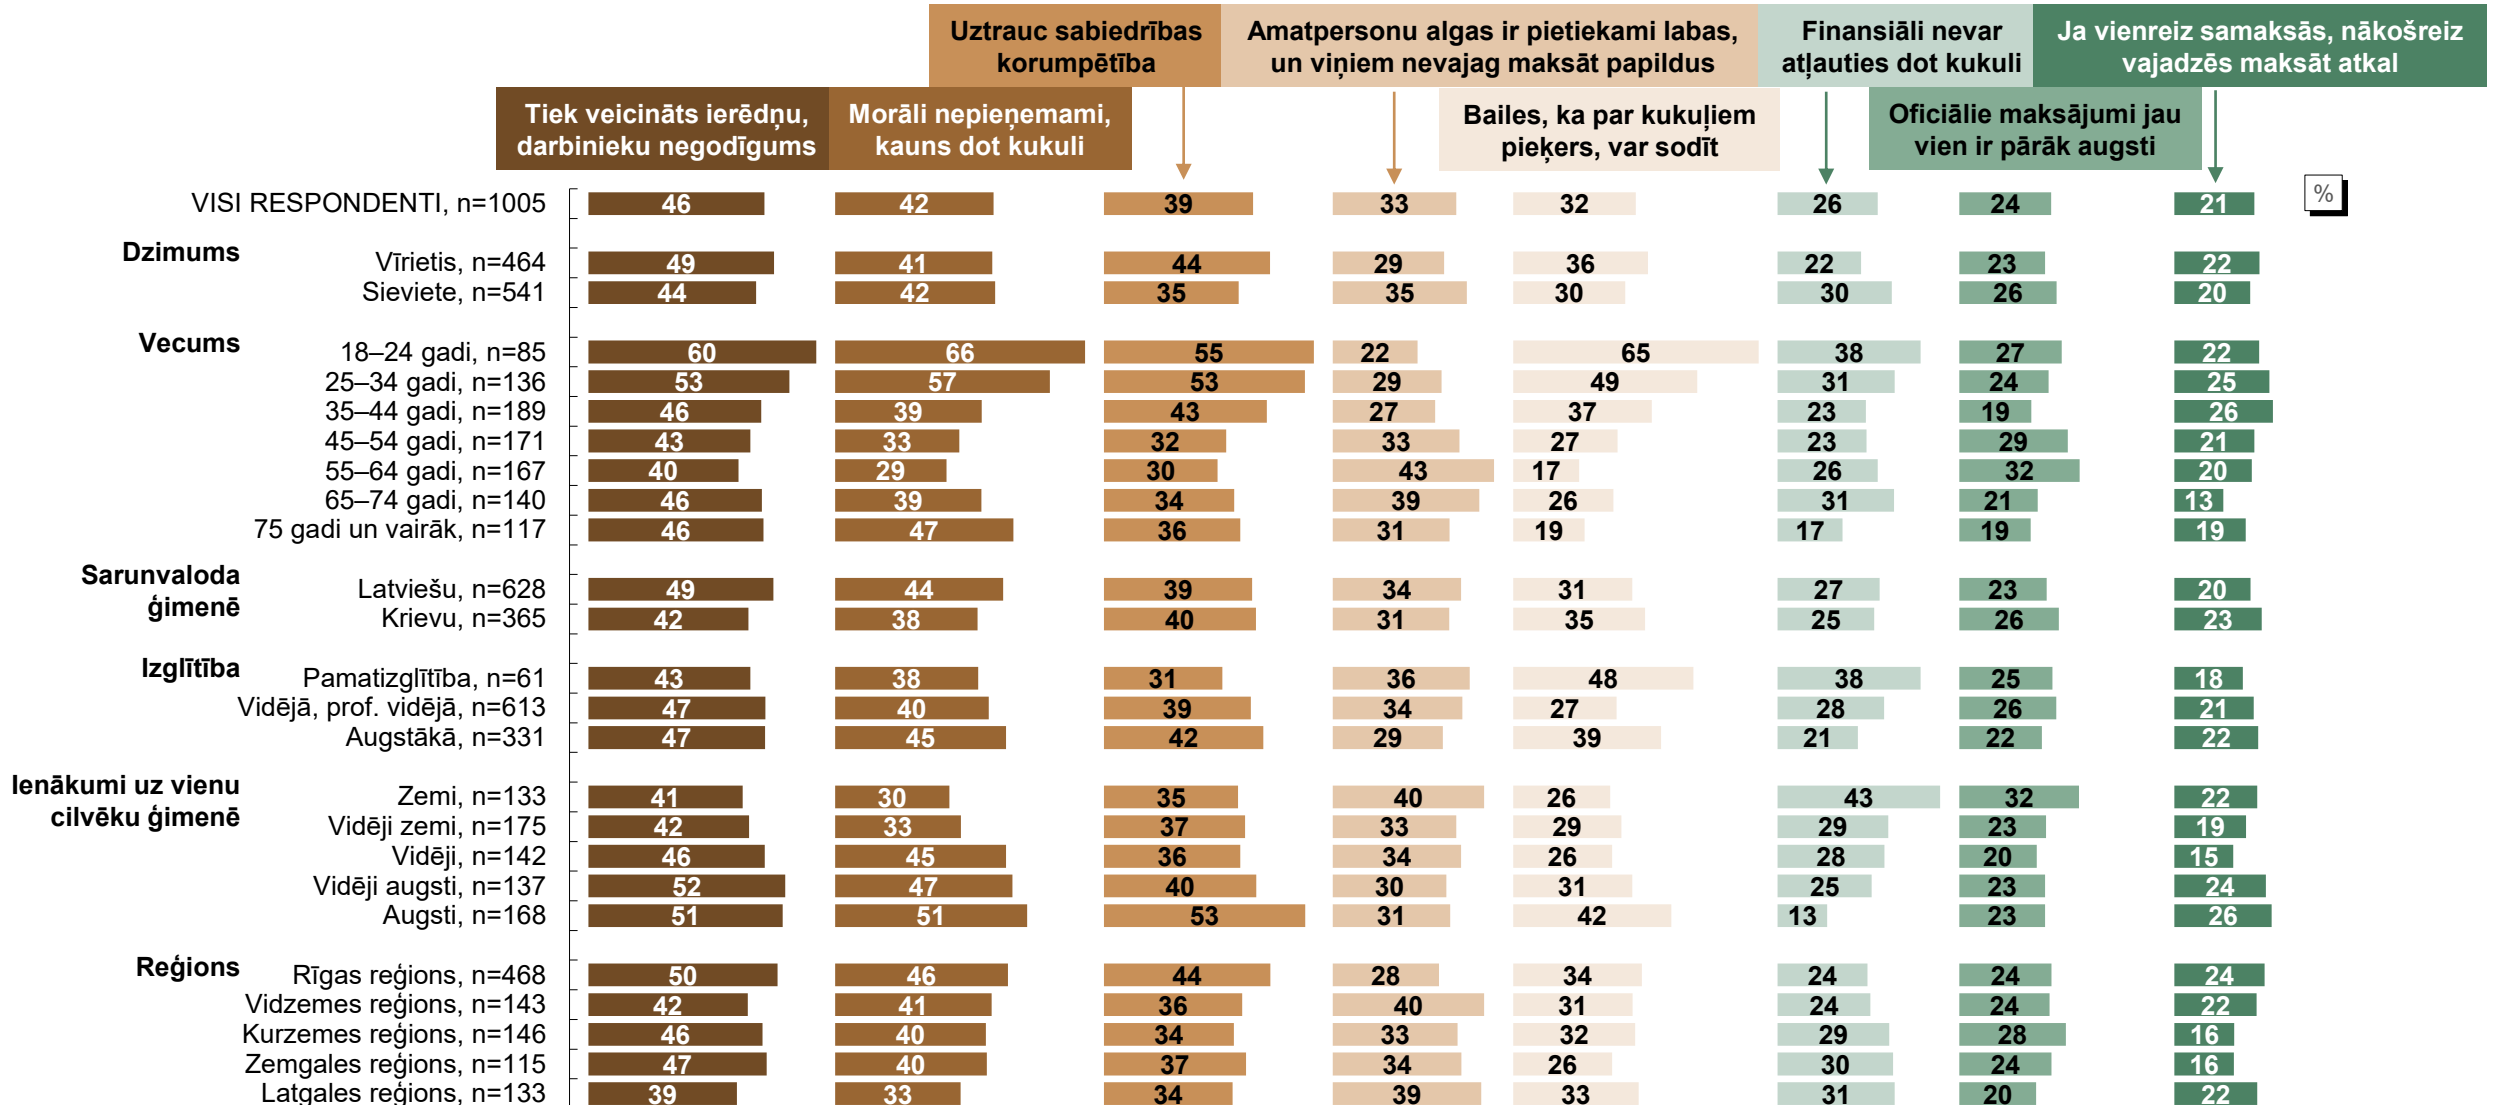 Uztrauc sabiedrības
korumpētība
Amatpersonu algas ir pietiekami labas,
un viņiem nevajag maksāt papildus
Finansiāli nevar
atļauties dot kukuli
Ja vienreiz samaksās, nākošreiz
vajadzēs maksāt atkal
Tiek veicināts ierēdņu,
darbinieku negodīgums
Morāli nepieņemami,
kauns dot kukuli
Bailes, ka par kukuļiem
pieķers, var sodīt
Oficiālie maksājumi jau
vien ir pārāk augsti
%
VISI RESPONDENTI, n=1005 46 42 39 33 32 26 24 21
Dzimums
Vīrietis, n=464 49 41 44 29 36 22 23 22
Sieviete, n=541 44 42 35 35 30 30 26 20
Vecums
18–24 gadi, n=85 60 66 55 22 65 38 27 22
25–34 gadi, n=136 53 57 53 29 49 31 24 25
35–44 gadi, n=189 46 39 43 27 37 23 19 26
45–54 gadi, n=171 43 33 32 33 27 23 29 21
55–64 gadi, n=167 40 29 30 43 17 26 32 20
65–74 gadi, n=140 46 39 34 39 26 31 21 13
75 gadi un vairāk, n=117 46 47 36 31 19 17 19 19
Sarunvaloda
ģimenē
Latviešu, n=628 49 44 39 34 31 27 23 20
Krievu, n=365 42 38 40 31 35 25 26 23
Izglītība
Pamatizglītība, n=61 43 38 31 36 48 38 25 18
Vidējā, prof. vidējā, n=613 47 40 39 34 27 28 26 21
Augstākā, n=331 47 45 42 29 39 21 22 22
Ienākumi uz vienu
cilvēku ģimenē
Zemi, n=133 41 30 35 40 26 43 32 22
Vidēji zemi, n=175 42 33 37 33 29 29 23 19
Vidēji, n=142 46 45 36 34 26 28 20 15
Vidēji augsti, n=137 52 47 40 30 31 25 23 24
Augsti, n=168 51 51 53 31 42 13 23 26
Reģions
Rīgas reģions, n=468 50 46 44 28 34 24 24 24
Vidzemes reģions, n=143 42 41 36 40 31 24 24 22
Kurzemes reģions, n=146 46 40 34 33 32 29 28 16
Zemgales reģions, n=115 47 40 37 34 26 30 24 16
Latgales reģions, n=133 39 33 34 39 33 31 20 22